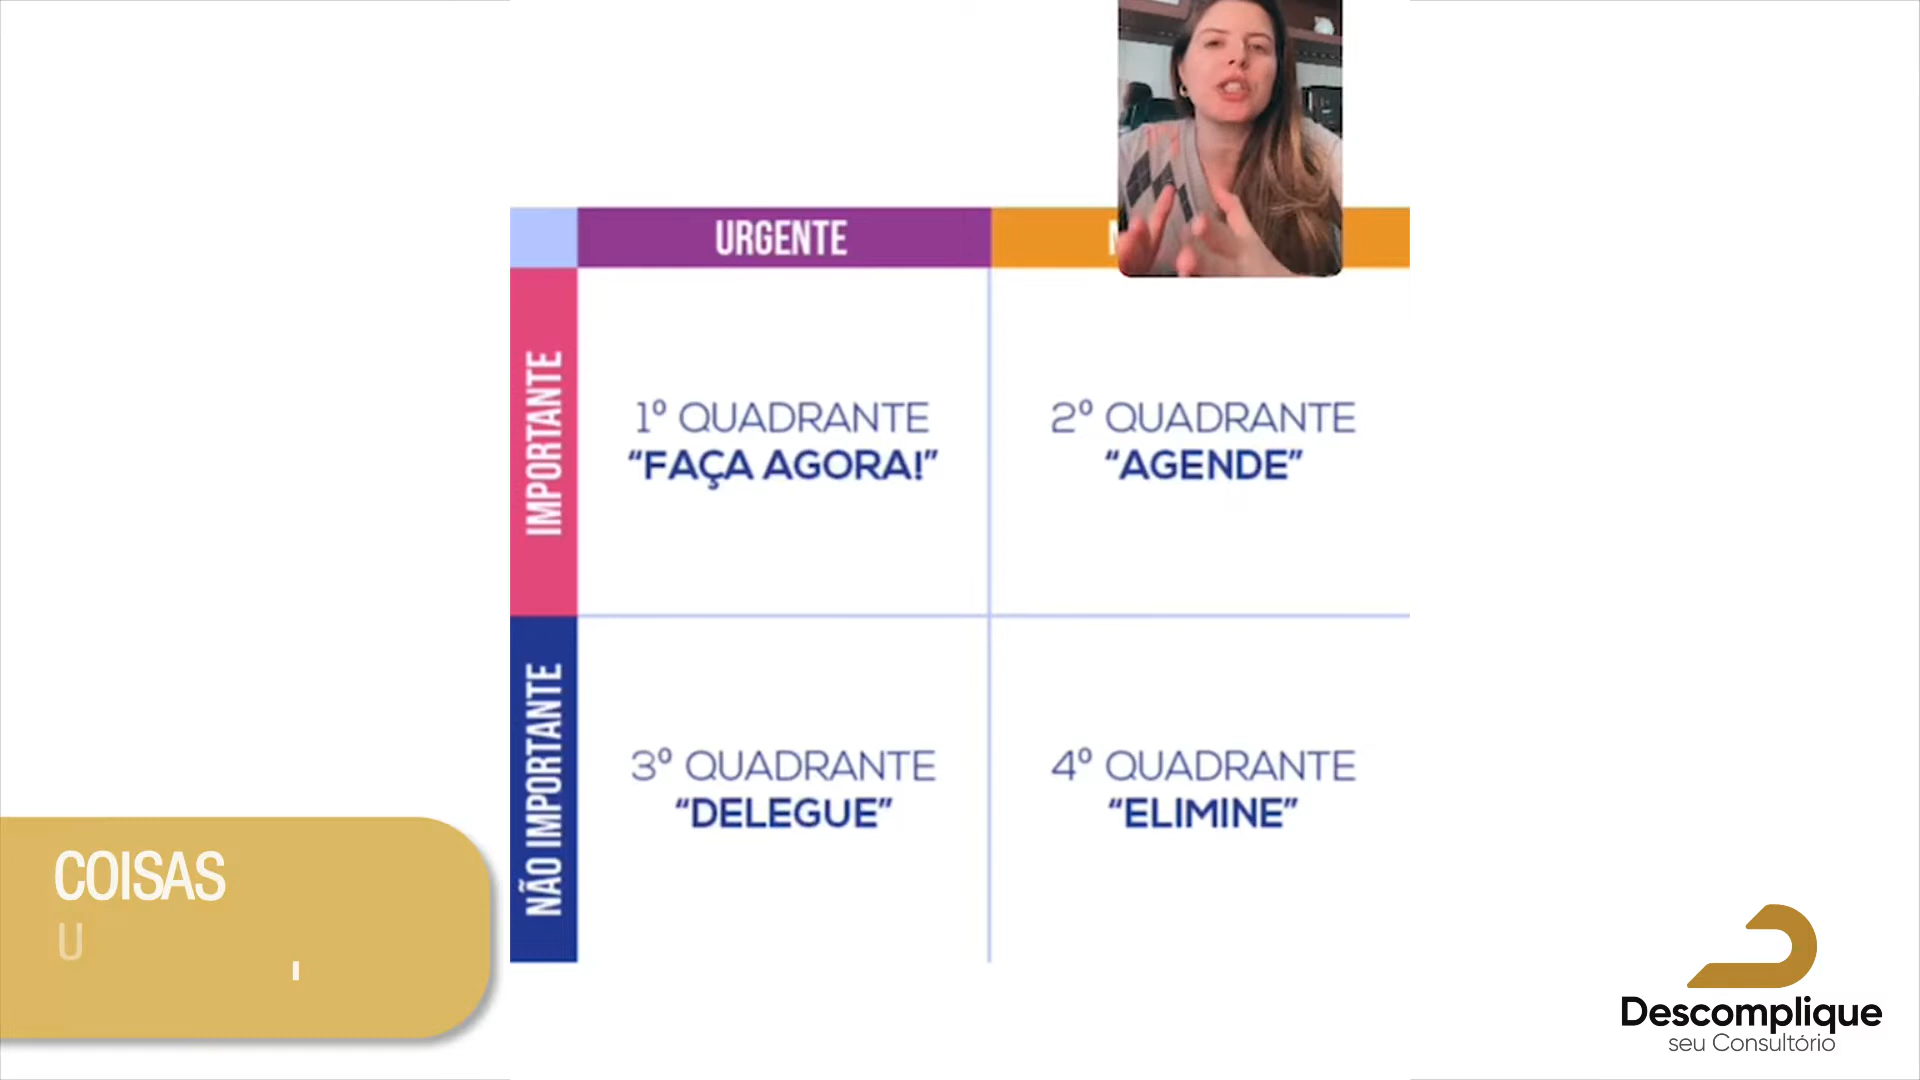 URGENTE
IMPORTANTE
1º QUADRANTE
“FAÇA AGORA!”
2º QUADRANTE
“AGENDE”
NÃO IMPORTANTE
3º QUADRANTE
“DELEGUE”
4º QUADRANTE
“ELIMINE”
COISAS
U
Descomplique
seu Consultório